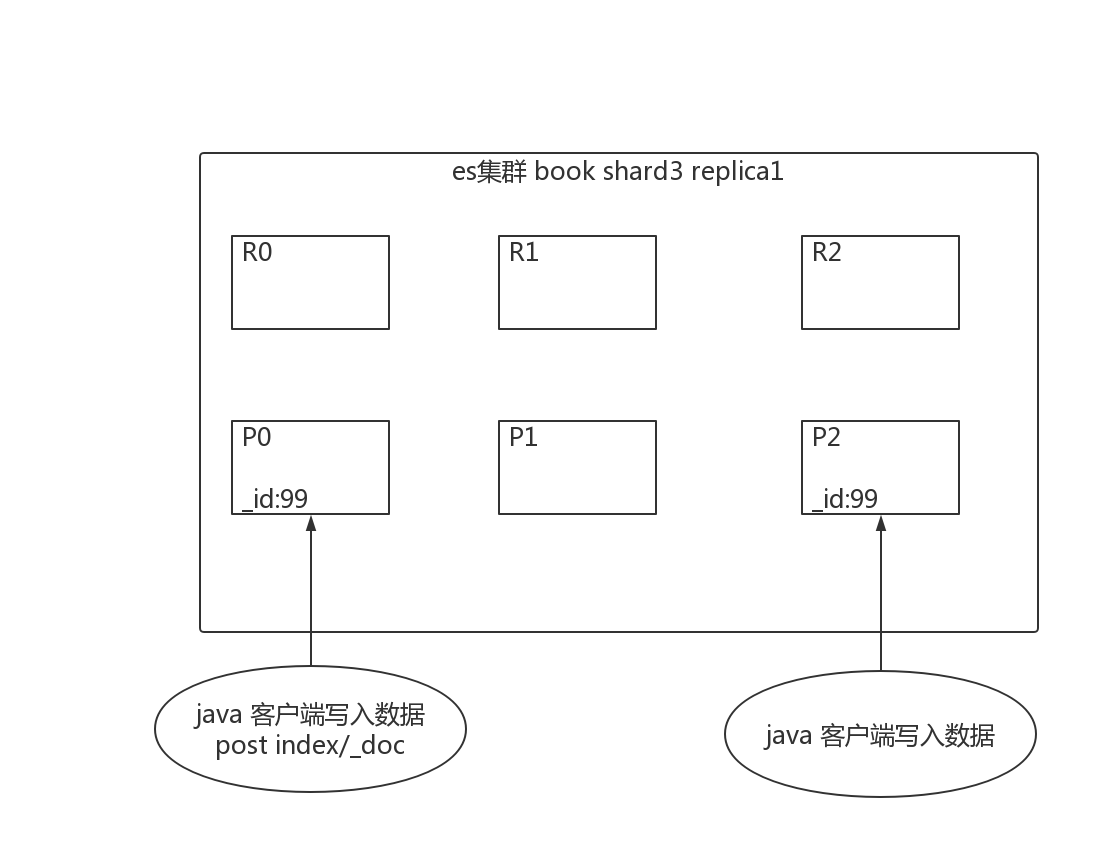 es集群 book shard3 replica1
R0
R1
R2
P0
_id:99
P1
P2
_id:99
java 客户端写入数据
post index/_doc
java 客户端写入数据